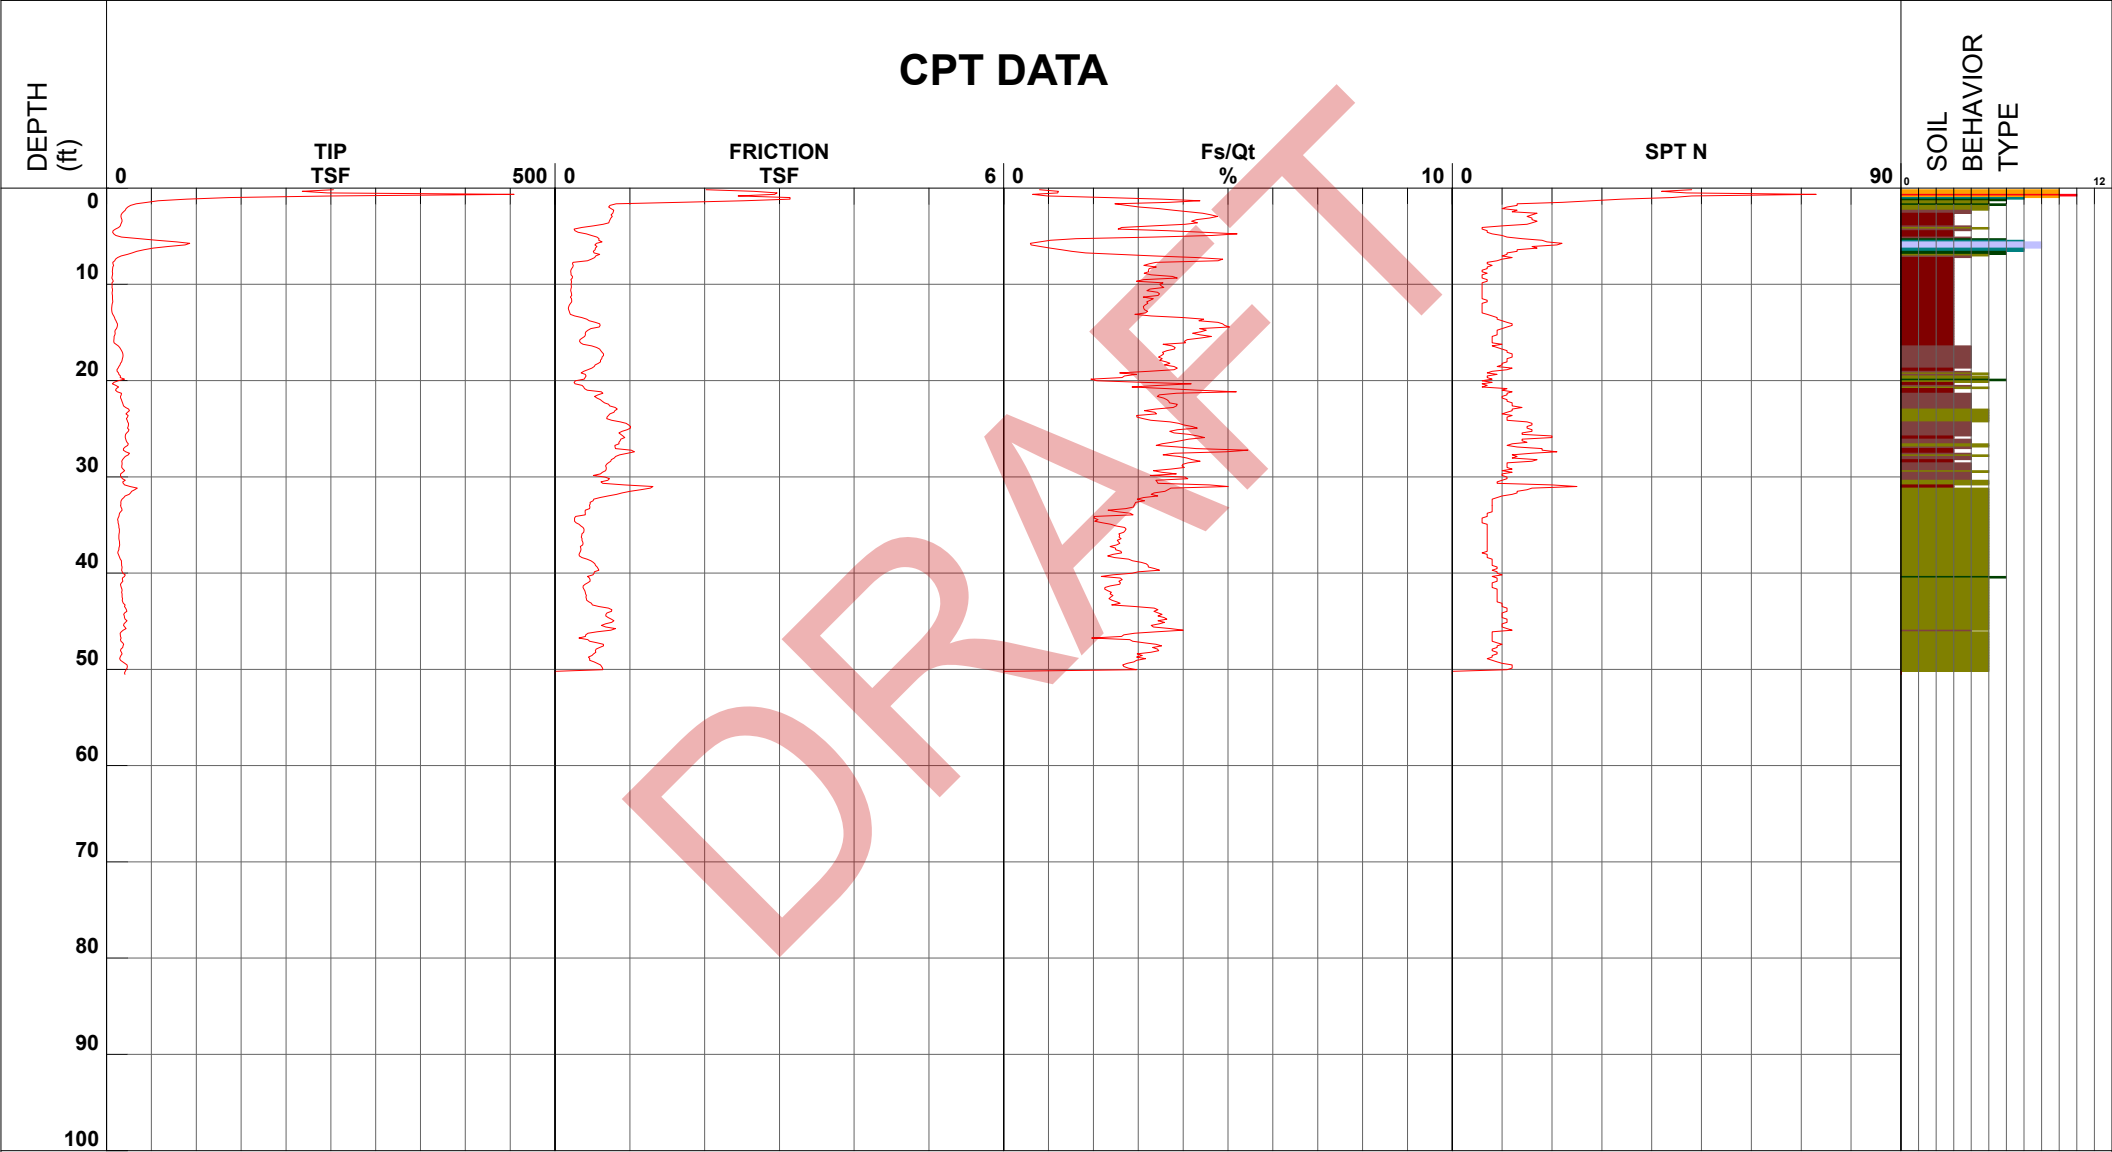 CPT DATA
DEPTH
(ft)
SOIL
BEHAVIOR
TYPE
TIP
FRICTION
Fs/Qt
SPT N
0 TSF 500
0 TSF 6
0 % 10
0 90
0 12
0
10
20
30
40
50
60
70
80
90
100
DRAFT